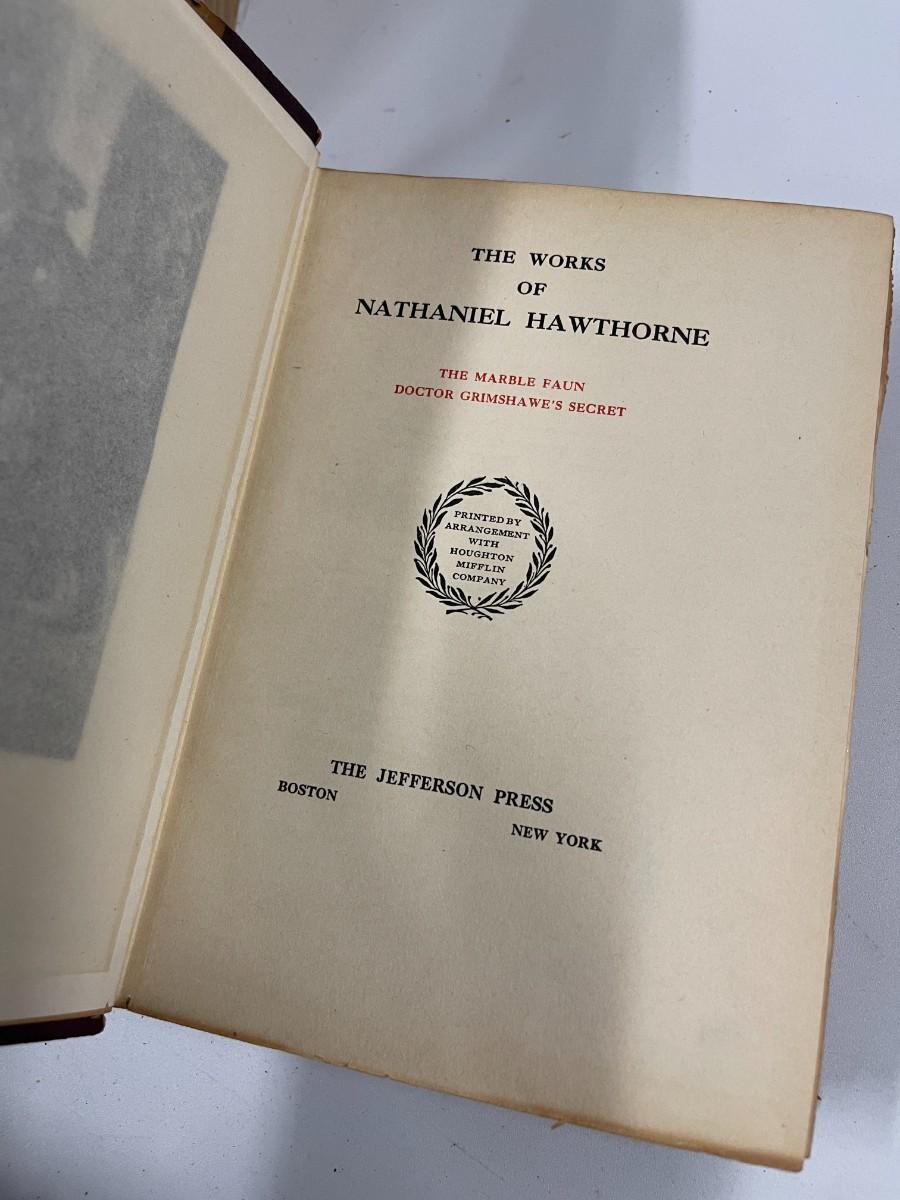 THE WORKS
OF
NATHANIEL HAWTHORNE
THE MARBLE FAUN
DOCTOR GRIMSHAWE'S SECRET
PRINTED BY
ARRANGEMENT
WITH
HOUGHTON
MIFFLIN
COMPANY
THE JEFFERSON PRESS
BOSTON
NEW YORK